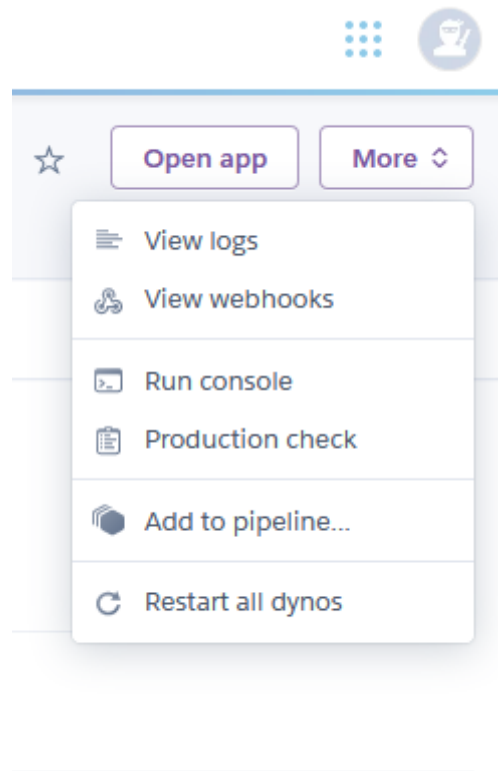 Open app
More
View logs
View webhooks
Run console
Production check
Add to pipeline...
Restart all dynos